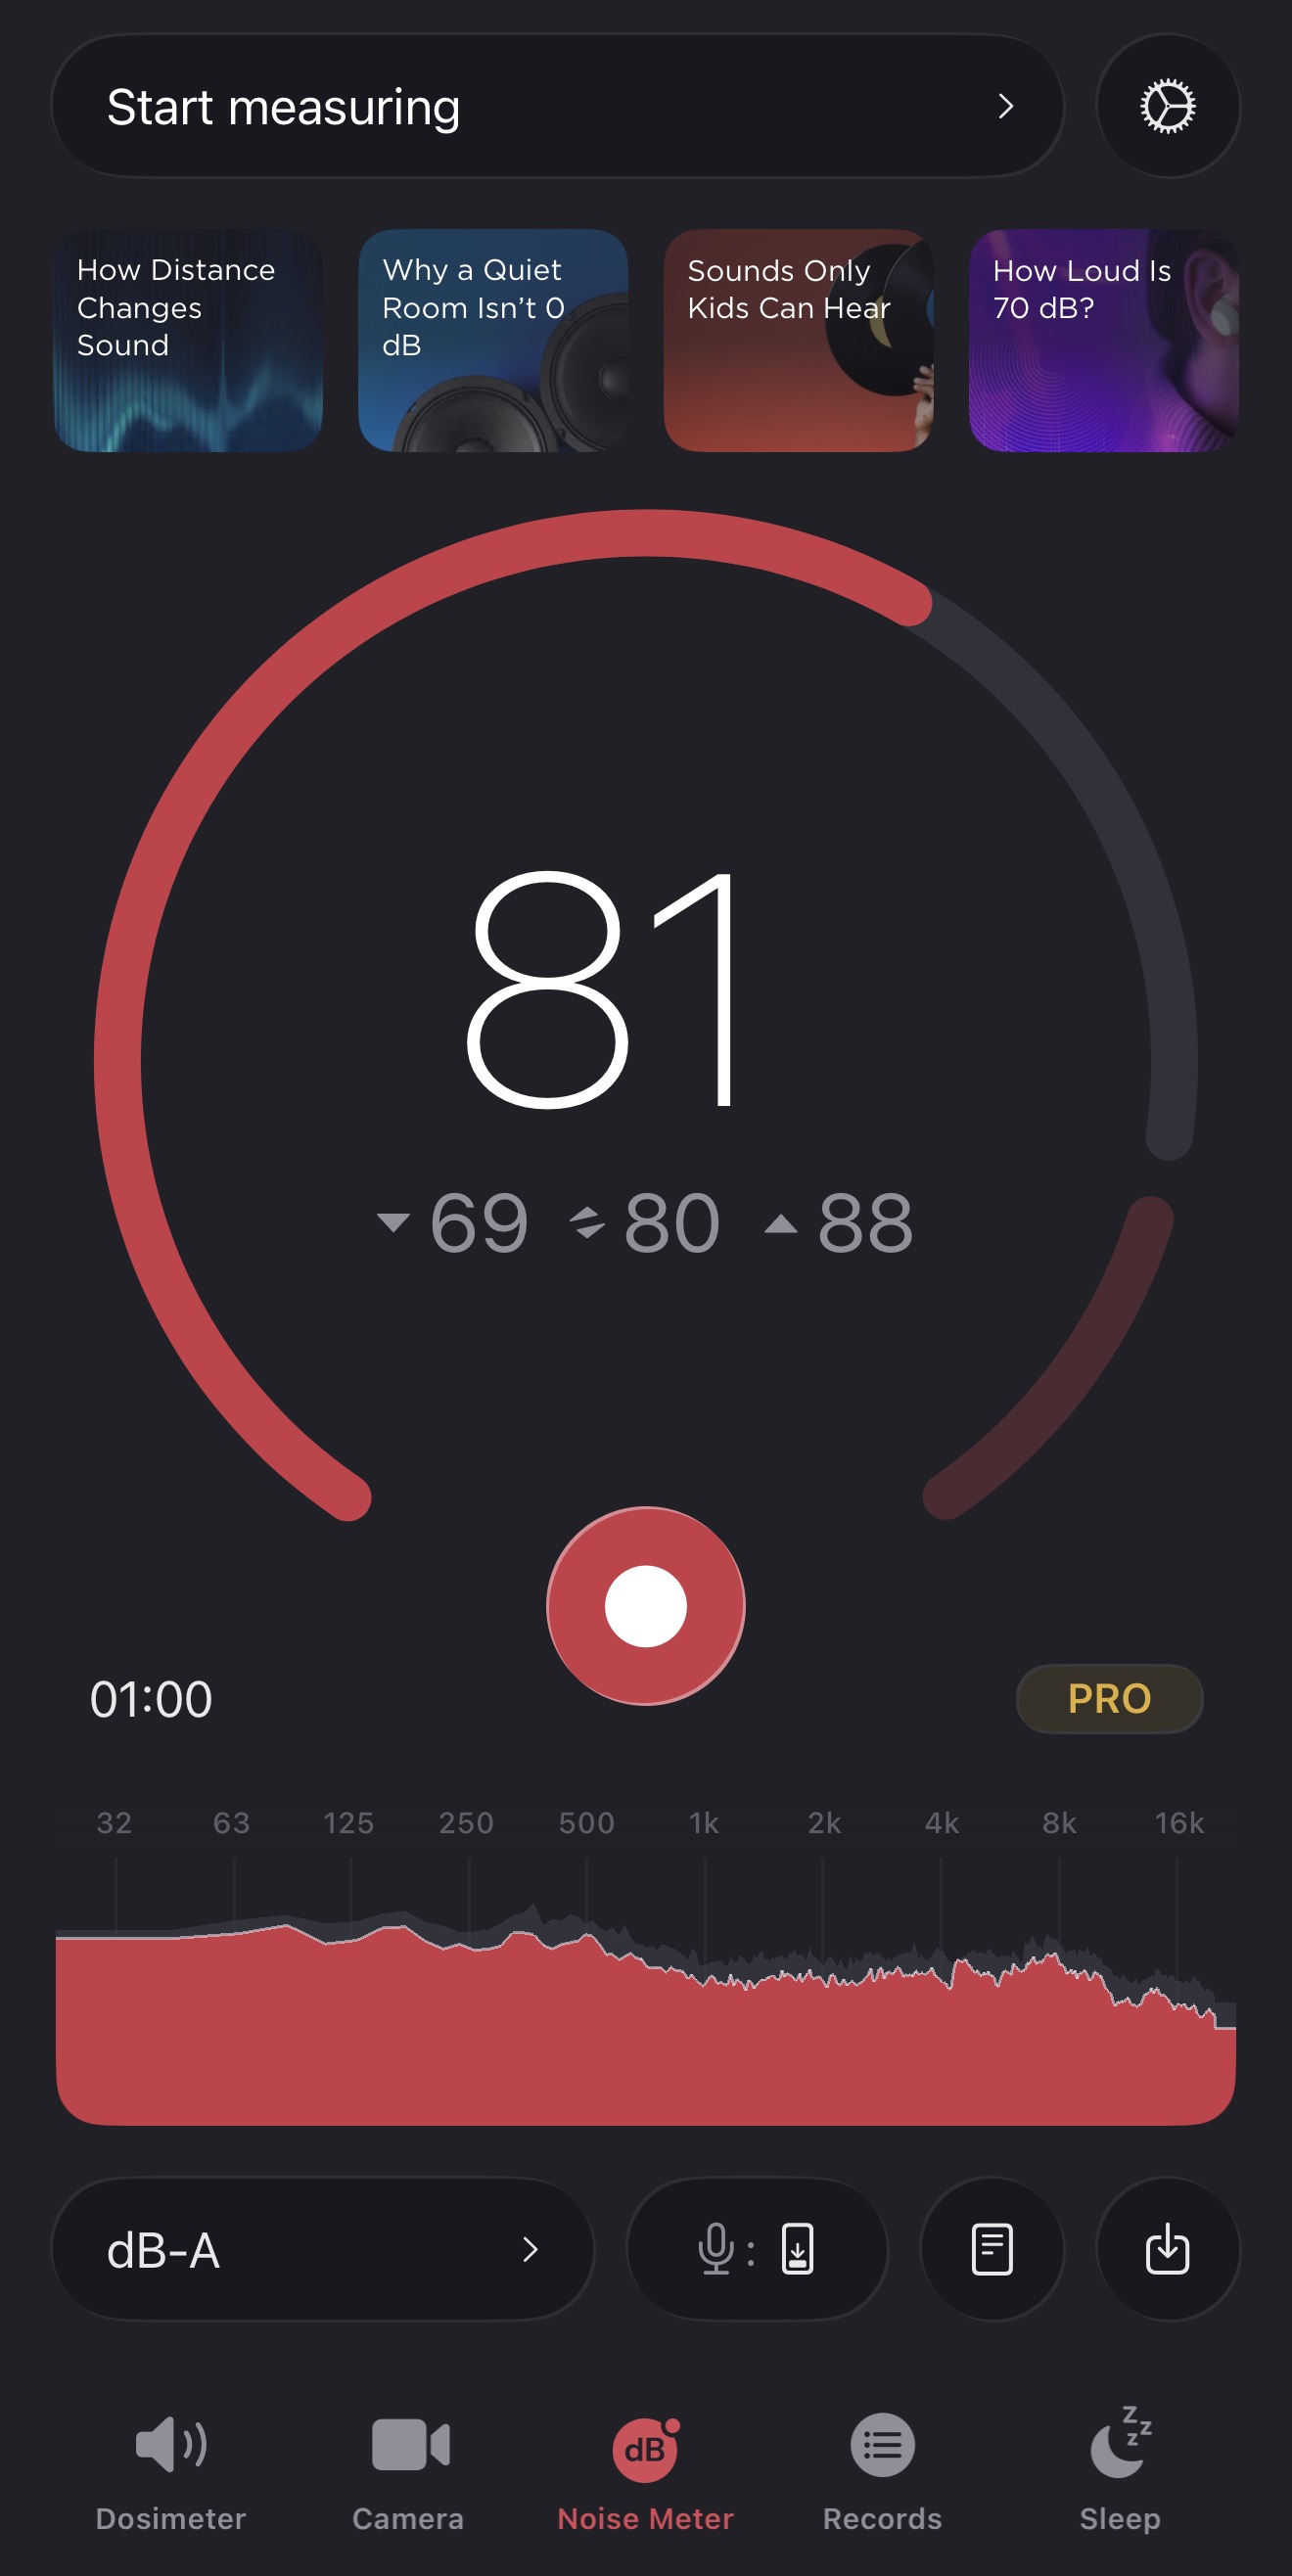 Start measuring
How Distance
Changes
Sound
Why a Quiet
Room Isn’t 0
dB
Sounds Only
Kids Can Hear
How Loud Is
70 dB?
81
69 80 88
01:00
PRO
32 63 125 250 500 1k 2k 4k 8k 16k
dB-A
:
dB
z z z
Dosimeter Camera Noise Meter Records Sleep